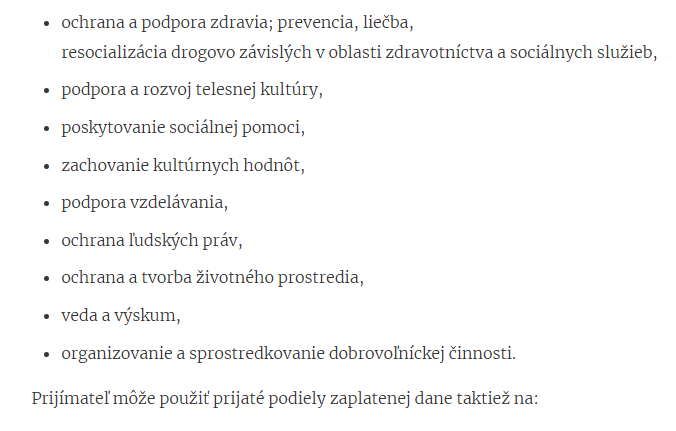 • ochrana a podpora zdravia; prevencia, liečba,
resocializácia drogovo závislých v oblasti zdravotníctva a sociálnych služieb,
• podpora a rozvoj telesnej kultúry,
• poskytovanie sociálnej pomoci,
• zachovanie kultúrnych hodnôt,
• podpora vzdelávania,
• ochrana ľudských práv,
• ochrana a tvorba životného prostredia,
• veda a výskum,
• organizovanie a sprostredkovanie dobrovoľníckej činnosti.
Prijímateľ môže použiť prijaté podiely zaplatenej dane taktiež na: